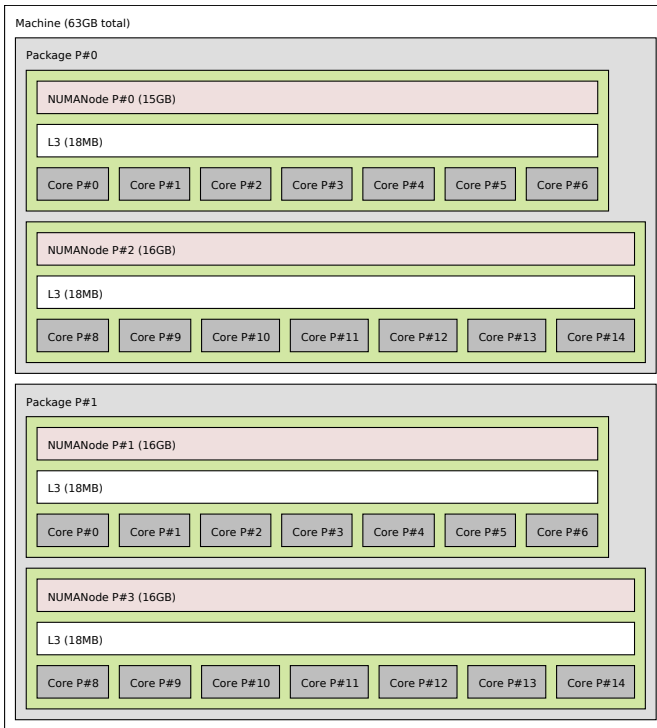 Machine (63GB total)
Package P#0
NUMANode P#0 (15GB)
L3 (18MB)
Core P#0 Core P#1 Core P#2 Core P#3 Core P#4 Core P#5 Core P#6
NUMANode P#2 (16GB)
L3 (18MB)
Core P#8 Core P#9 Core P#10 Core P#11 Core P#12 Core P#13 Core P#14
Package P#1
NUMANode P#1 (16GB)
L3 (18MB)
Core P#0 Core P#1 Core P#2 Core P#3 Core P#4 Core P#5 Core P#6
NUMANode P#3 (16GB)
L3 (18MB)
Core P#8 Core P#9 Core P#10 Core P#11 Core P#12 Core P#13 Core P#14